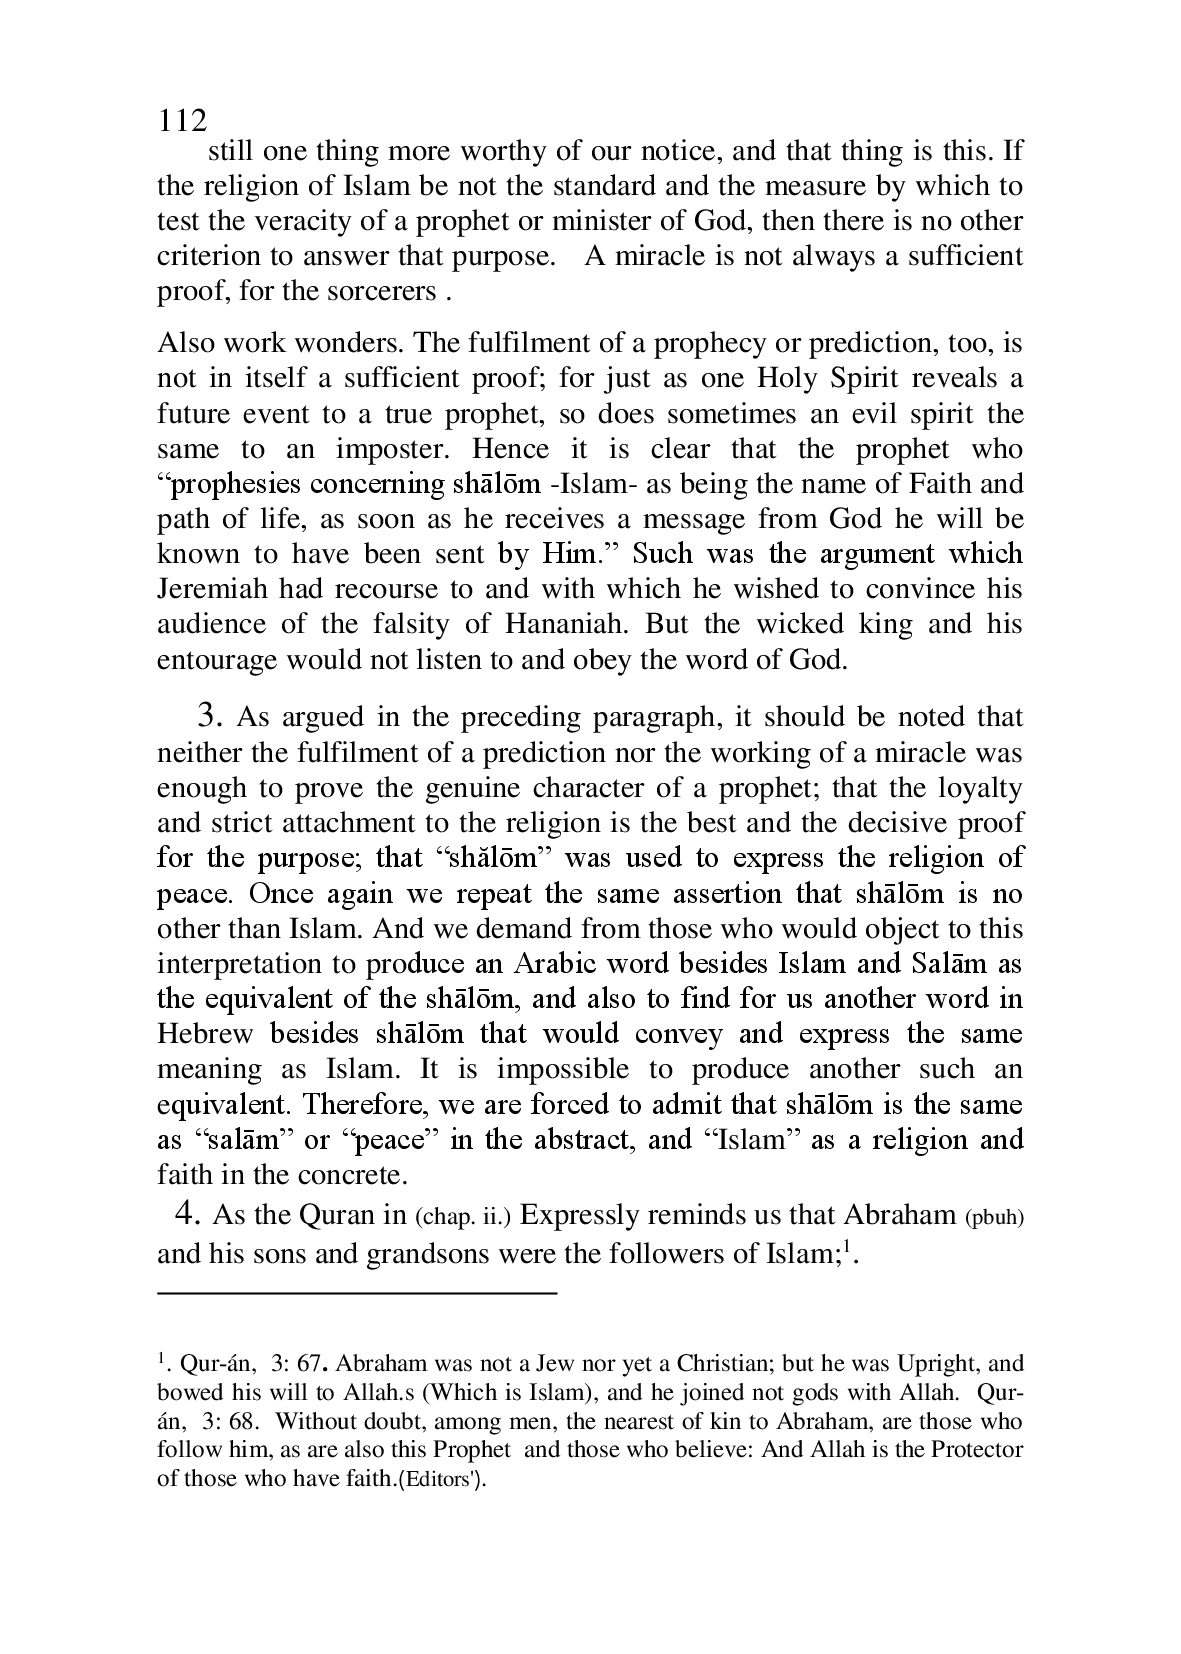 112
still one thing more worthy of our notice, and that thing is this. If
the religion of Islam be not the standard and the measure by which to
test the veracity of a prophet or minister of God, then there is no other
criterion to answer that purpose.   A miracle is not always a sufficient
proof, for the sorcerers .
Also work wonders. The fulfilment of a prophecy or prediction, too, is
not in itself a sufficient proof; for just as one Holy Spirit reveals a
future event to a true prophet, so does sometimes an evil spirit the
same to an imposter. Hence it is clear that the prophet who
“prophesies concerning shālōm -Islam- as being the name of Faith and
path of life, as soon as he receives a message from God he will be
known to have been sent by Him.” Such was the argument which
Jeremiah had recourse to and with which he wished to convince his
audience of the falsity of Hananiah. But the wicked king and his
entourage would not listen to and obey the word of God.
3. As argued in the preceding paragraph, it should be noted that
neither the fulfilment of a prediction nor the working of a miracle was
enough to prove the genuine character of a prophet; that the loyalty
and strict attachment to the religion is the best and the decisive proof
for the purpose; that “shălōm” was used to express the religion of
peace. Once again we repeat the same assertion that shālōm is no
other than Islam. And we demand from those who would object to this
interpretation to produce an Arabic word besides Islam and Salām as
the equivalent of the shālōm, and also to find for us another word in
Hebrew besides shālōm that would convey and express the same
meaning as Islam. It is impossible to produce another such an
equivalent. Therefore, we are forced to admit that shālōm is the same
as “salām” or “peace” in the abstract, and “Islam” as a religion and
faith in the concrete.
4. As the Quran in (chap. ii.) Expressly reminds us that Abraham (pbuh)
and his sons and grandsons were the followers of Islam;¹.
¹. Qur-án,  3: 67. Abraham was not a Jew nor yet a Christian; but he was Upright, and
bowed his will to Allah.s (Which is Islam), and he joined not gods with Allah.  Qur-
án,  3: 68.  Without doubt, among men, the nearest of kin to Abraham, are those who
follow him, as are also this Prophet  and those who believe: And Allah is the Protector
of those who have faith.(Editors').